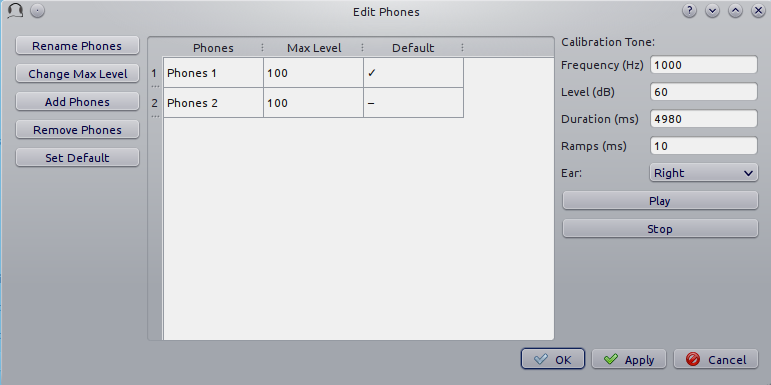 Edit Phones
Rename Phones
Change Max Level
Add Phones
Remove Phones
Set Default
Phones Max Level Default
1 Phones 1 100 ✓
2 Phones 2 100 –
Calibration Tone:
Frequency (Hz) 1000
Level (dB) 60
Duration (ms) 4980
Ramps (ms) 10
Ear: Right
Play
Stop
OK Apply Cancel